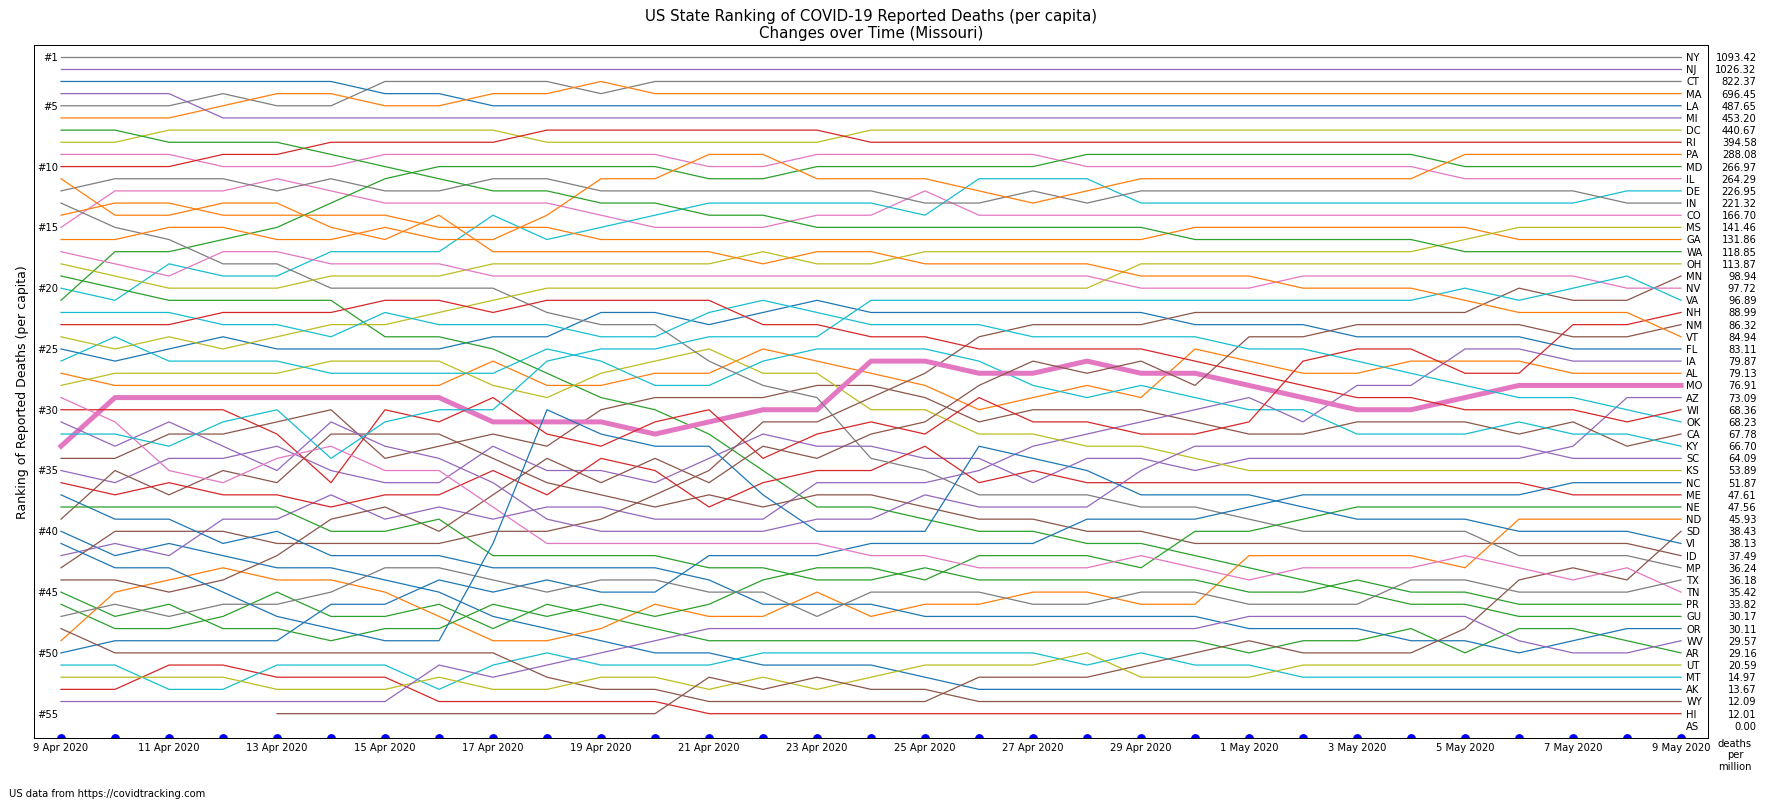 US State Ranking of COVID-19 Reported Deaths (per capita)
Changes over Time (Missouri)
Ranking of Reported Deaths (per capita)
#1
#5
#10
#15
#20
#25
#30
#35
#40
#45
#50
#55
NY 1093.42
NJ 1026.32
CT 822.37
MA 696.45
LA 487.65
MI 453.20
DC 440.67
RI 394.58
PA 288.08
MD 266.97
IL 264.29
DE 226.95
IN 221.32
CO 166.70
MS 141.46
GA 131.86
WA 118.85
OH 113.87
MN 98.94
NV 97.72
VA 96.89
NH 88.99
NM 86.32
VT 84.94
FL 83.11
IA 79.87
AL 79.13
MO 76.91
AZ 73.09
WI 68.36
OK 68.23
CA 67.78
KY 66.70
SC 64.09
KS 53.89
NC 51.87
ME 47.61
NE 47.56
ND 45.93
SD 38.43
VI 38.13
ID 37.49
MP 36.24
TX 36.18
TN 35.42
PR 33.82
GU 30.17
OR 30.11
WV 29.57
AR 29.16
UT 20.59
MT 14.97
AK 13.67
WY 12.09
HI 12.01
AS 0.00
9 Apr 2020 11 Apr 2020 13 Apr 2020 15 Apr 2020 17 Apr 2020 19 Apr 2020 21 Apr 2020 23 Apr 2020 25 Apr 2020 27 Apr 2020 29 Apr 2020 1 May 2020 3 May 2020 5 May 2020 7 May 2020 9 May 2020
deaths
per
million
US data from https://covidtracking.com